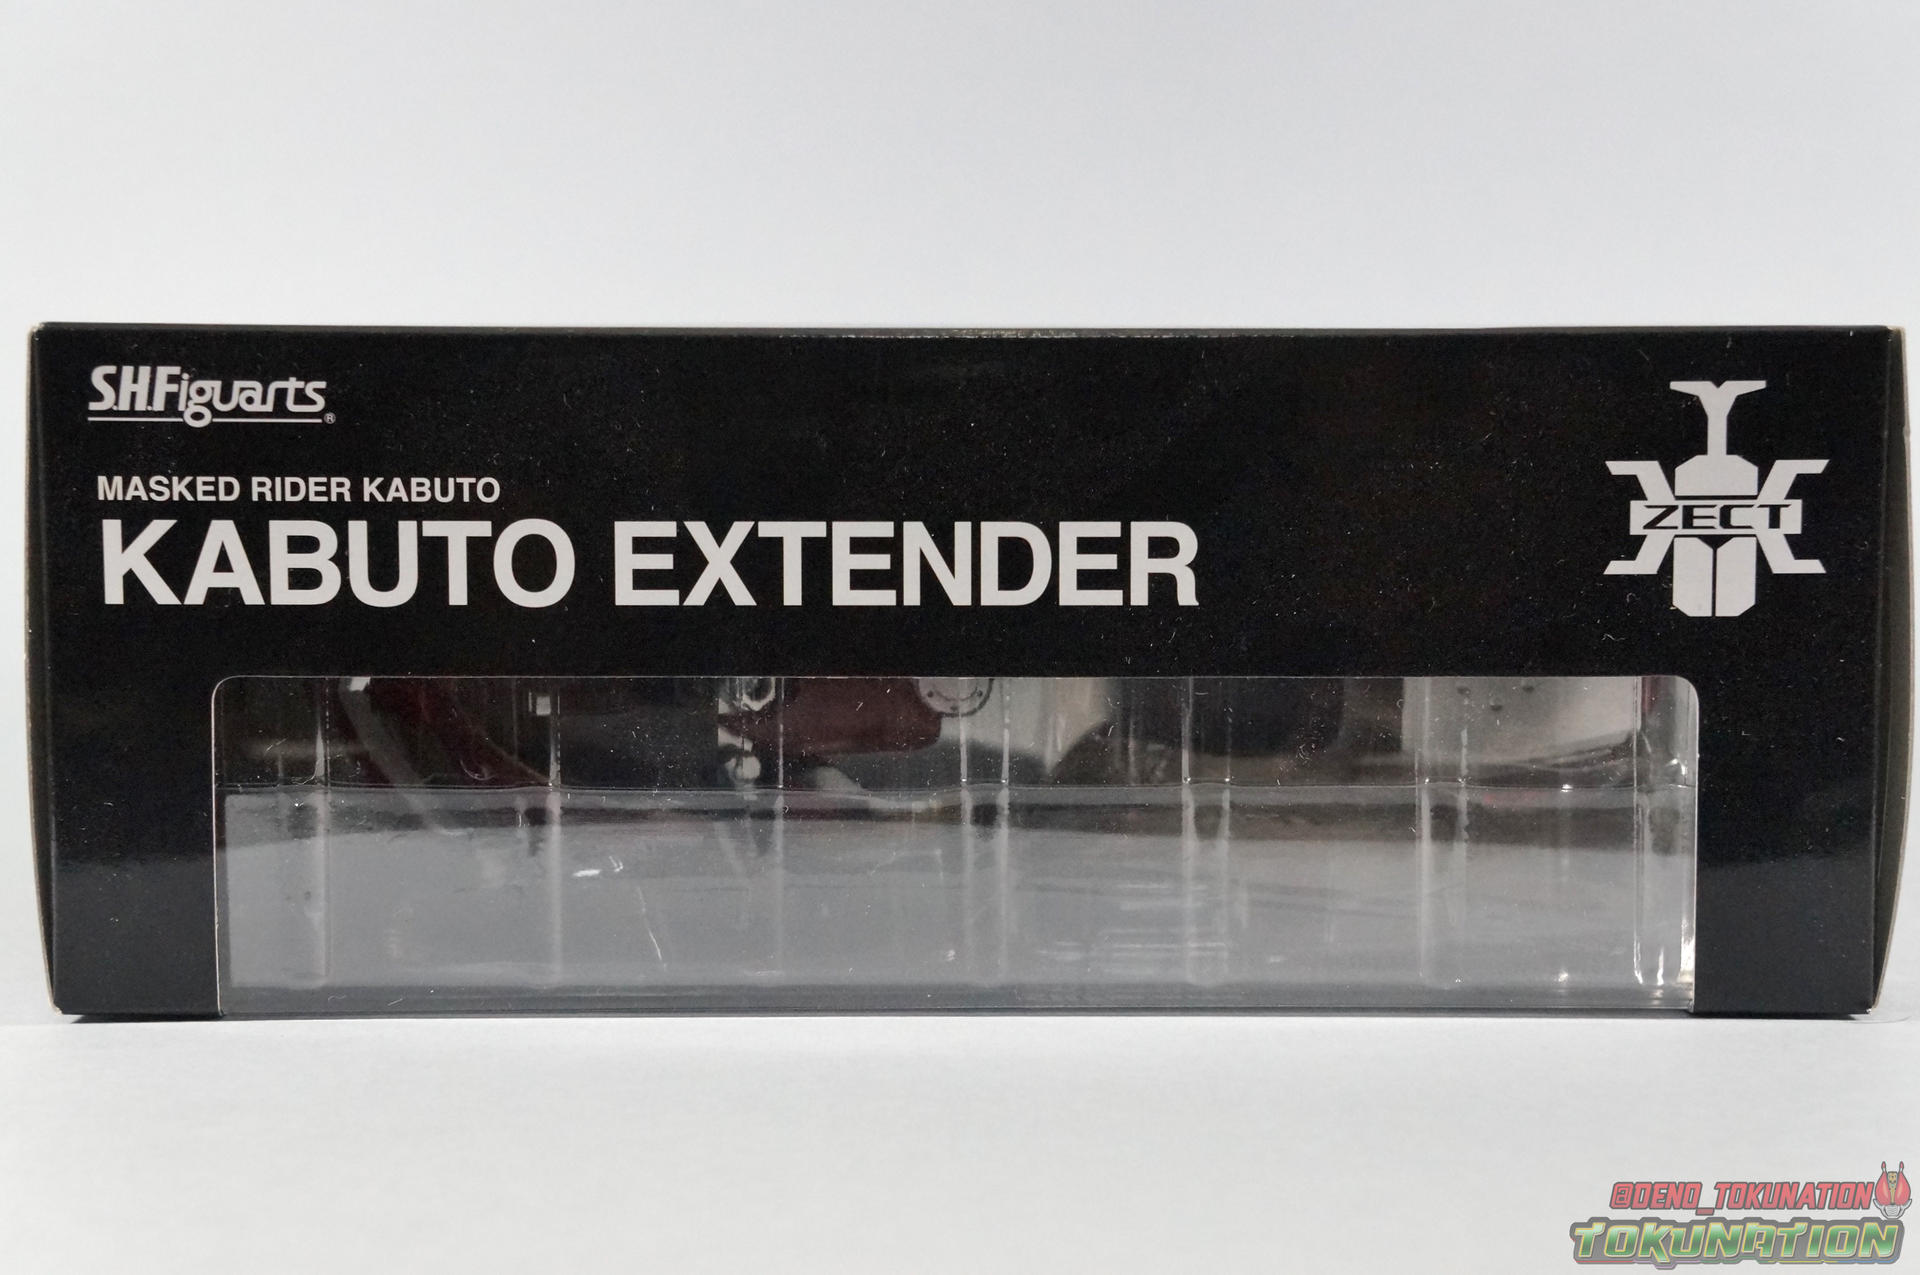 S.H.Figuarts®
MASKED RIDER KABUTO
KABUTO EXTENDER
ZECT
@DENO_TOKUNATION
TOKUNATION